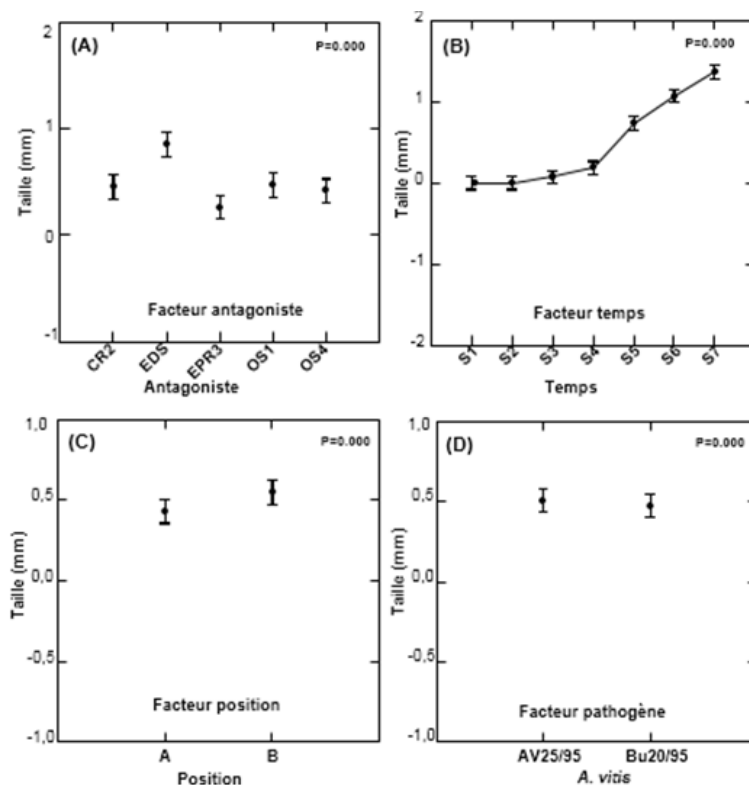 (A)
P=0.000
2
1
0
-1
Taille (mm)
Facteur antagoniste
CR2
EDS
EPR3
OS1
OS4
Antagoniste
(B)
P=0.000
2
1
0
-1
-2
Taille (mm)
Facteur temps
S1
S2
S3
S4
S5
S6
S7
Temps
(C)
P=0.000
1,0
0,5
0,0
-0,5
-1,0
Taille (mm)
Facteur position
A
B
Position
(D)
P=0.000
1,0
0,5
0,0
-0,5
-1,0
Taille (mm)
Facteur pathogène
AV25/95
Bu20/95
A. vitis